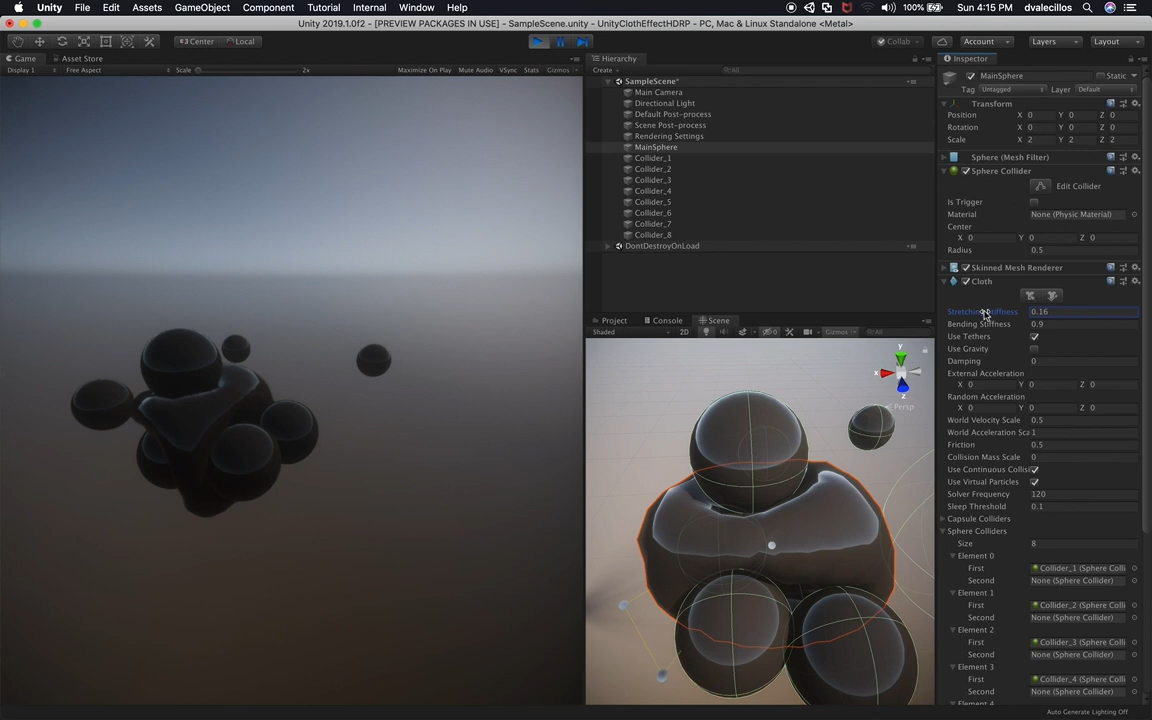 Unity File Edit Assets GameObject Component Tutorial Internal Window Help 100% Sun 4:15 PM dvalecillos
Unity 2019.1.0f2 - [PREVIEW PACKAGES IN USE] - SampleScene.unity - UnityClothEffectHDRP - PC, Mac & Linux Standalone <Metal>
Center Local Collab Account Layers Layout
Game Asset Store
Display 1 Free Aspect Scale 2x Maximize On Play Mute Audio VSync Stats Gizmos
Hierarchy
Create All
SampleScene*
Main Camera
Directional Light
Default Post-process
Scene Post-process
Rendering Settings
MainSphere
Collider_1
Collider_2
Collider_3
Collider_4
Collider_5
Collider_6
Collider_7
Collider_8
DontDestroyOnLoad
Project Console Scene
Shaded 2D 0 Gizmos All
y
x
z
Persp
Inspector
MainSphere Static
Tag Untagged Layer Default
Transform
Position X 0 Y 0 Z 0
Rotation X 0 Y 0 Z 0
Scale X 2 Y 2 Z 2
Sphere (Mesh Filter)
Sphere Collider
Edit Collider
Is Trigger
Material None (Physic Material)
Center
X 0 Y 0 Z 0
Radius 0.5
Skinned Mesh Renderer
Cloth
Stretching Stiffness 0.16
Bending Stiffness 0.9
Use Tethers
Use Gravity
Damping 0
External Acceleration
X 0 Y 0 Z 0
Random Acceleration
X 0 Y 0 Z 0
World Velocity Scale 0.5
World Acceleration Sca 1
Friction 0.5
Collision Mass Scale 0
Use Continuous Collisi
Use Virtual Particles
Solver Frequency 120
Sleep Threshold 0.1
Capsule Colliders
Sphere Colliders
Size 8
Element 0
First Collider_1 (Sphere Colli
Second None (Sphere Collider)
Element 1
First Collider_2 (Sphere Colli
Second None (Sphere Collider)
Element 2
First Collider_3 (Sphere Colli
Second None (Sphere Collider)
Element 3
First Collider_4 (Sphere Colli
Second None (Sphere Collider)
Element 4
Auto Generate Lighting Off